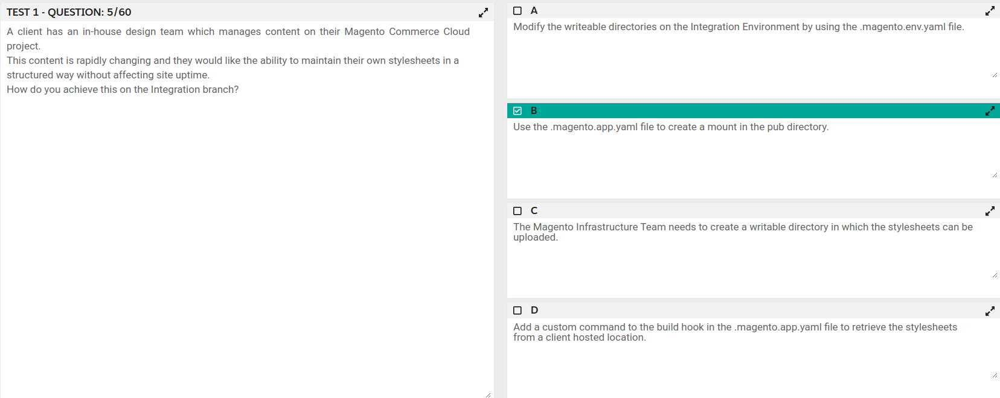 TEST 1 - QUESTION: 5/60
A client has an in-house design team which manages content on their Magento Commerce Cloud
project.
This content is rapidly changing and they would like the ability to maintain their own stylesheets in a
structured way without affecting site uptime.
How do you achieve this on the Integration branch?
A
Modify the writeable directories on the Integration Environment by using the .magento.env.yaml file.
B
Use the .magento.app.yaml file to create a mount in the pub directory.
C
The Magento Infrastructure Team needs to create a writable directory in which the stylesheets can be
uploaded.
D
Add a custom command to the build hook in the .magento.app.yaml file to retrieve the stylesheets
from a client hosted location.